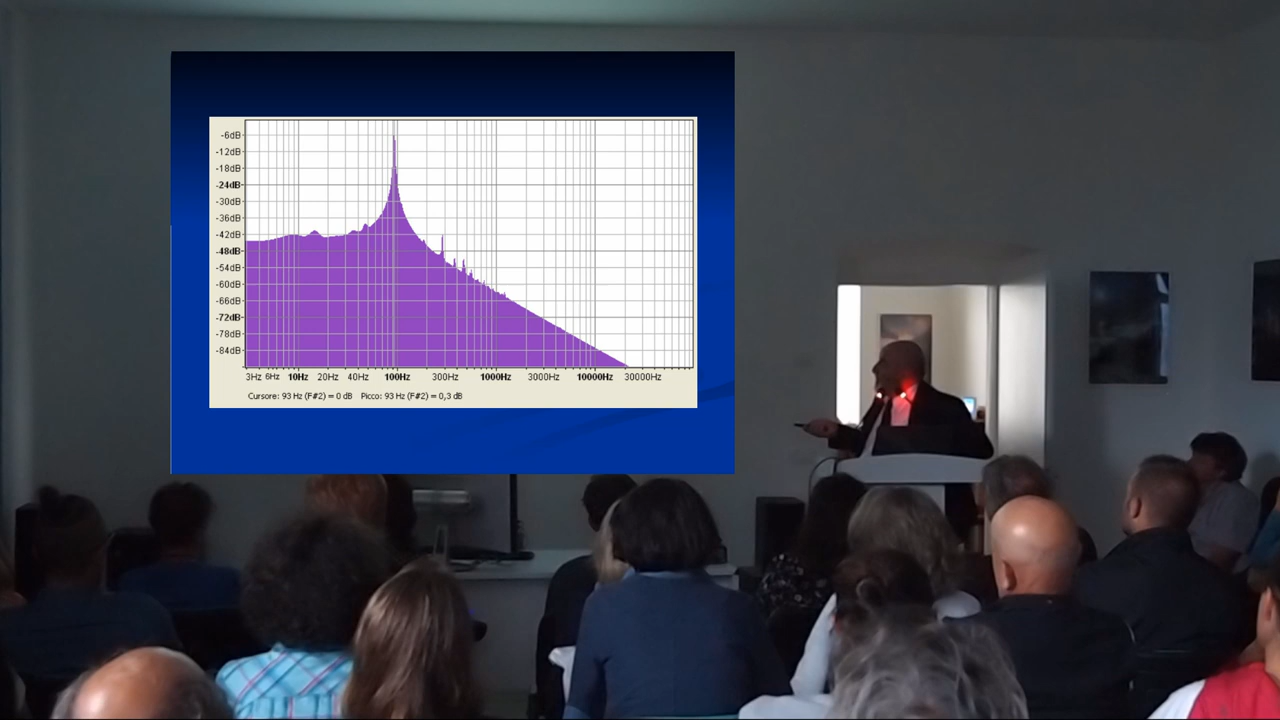 -6dB
-12dB
-18dB
-24dB
-30dB
-36dB
-42dB
-48dB
-54dB
-60dB
-66dB
-72dB
-78dB
-84dB
3Hz 6Hz 10Hz 20Hz 40Hz 100Hz 300Hz 1000Hz 3000Hz 10000Hz 30000Hz
Cursore: 93 Hz (F#2) = 0 dB Picco: 93 Hz (F#2) = 0,3 dB